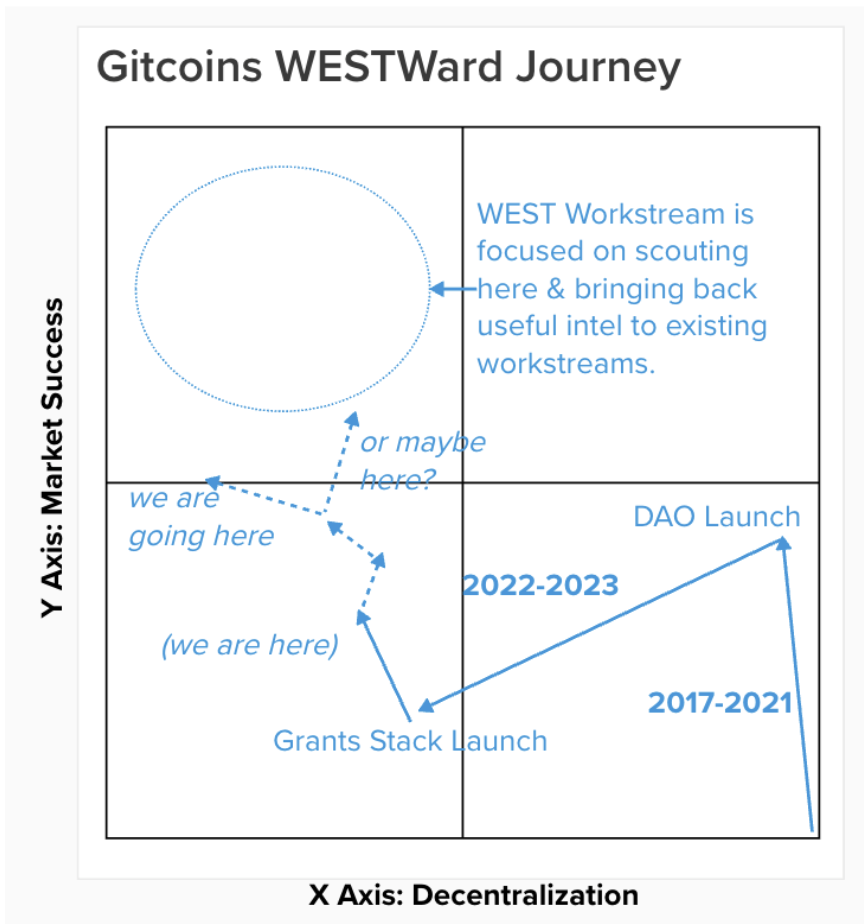 Gitcoins WESTWard Journey
WEST Workstream is
focused on scouting
here & bringing back
useful intel to existing
workstreams.
or maybe
here?
we are
going here
DAO Launch
2022-2023
(we are here)
2017-2021
Grants Stack Launch
Y Axis: Market Success
X Axis: Decentralization